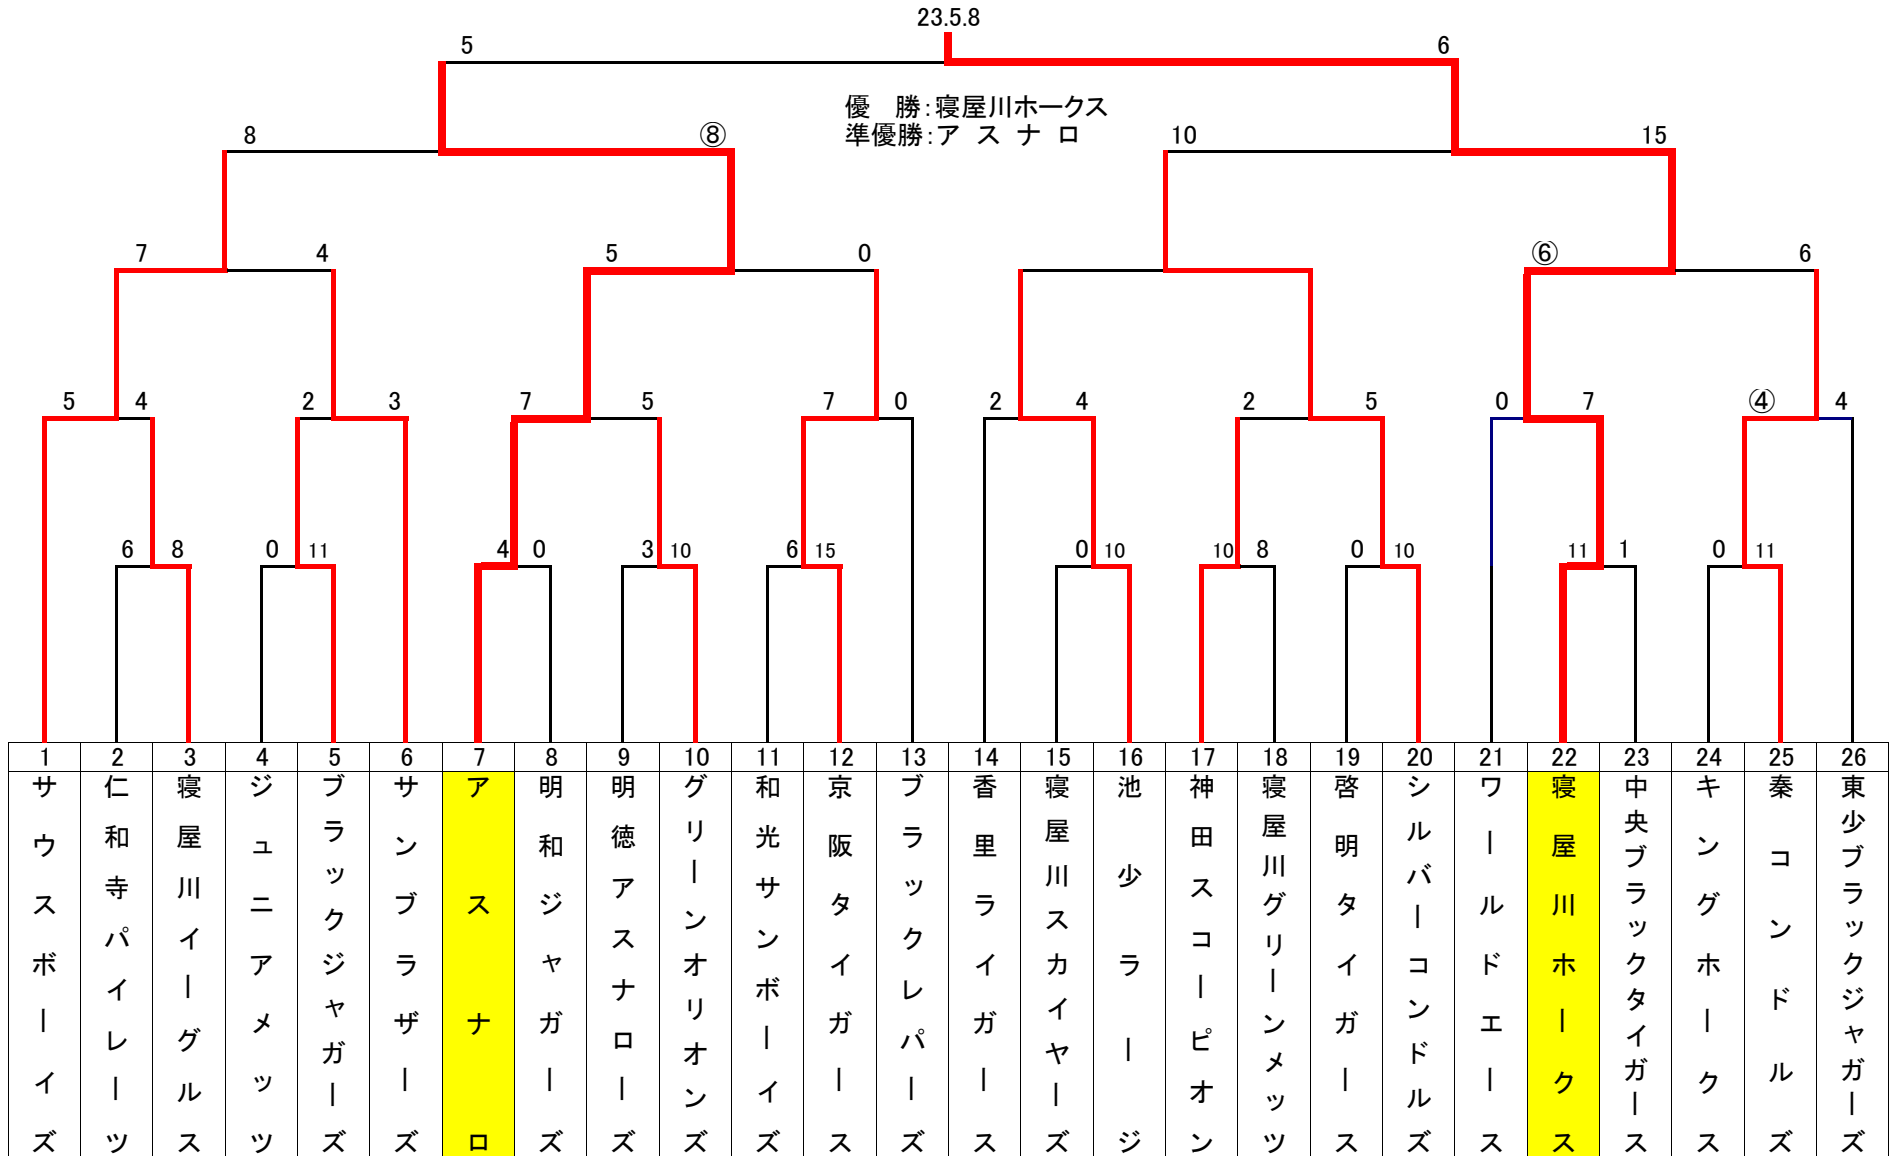 23.5.8
5 6
優　勝：寝屋川ホークス
準優勝：ア ス ナ ロ
8 ⑧ 10 15
7 4 5 0 ⑥ 6
5 4 2 3 7 5 7 0 2 4 2 5 0 7 ④ 4
6 8 0 11 4 0 3 10 6 15 0 10 10 8 0 10 11 1 0 11
1 2 3 4 5 6 7 8 9 10 11 12 13 14 15 16 17 18 19 20 21 22 23 24 25 26
サウスボーイズ
仁和寺パイレーツ
寝屋川イーグルス
ジュニアメッツ
ブラックジャガーズ
サンブラザーズ
アスナロ
明和ジャガーズ
明徳アスナローズ
グリーンオリオンズ
和光サンボーイズ
京阪タイガース
ブラックレパーズ
香里ライガース
寝屋川スカイヤーズ
池少ラージ
神田スコーピオン
寝屋川グリーンメッツ
啓明タイガース
シルバーコンドルズ
ワールドエース
寝屋川ホークス
中央ブラックタイガース
キングホークス
秦コンドルズ
東少ブラックジャガーズ